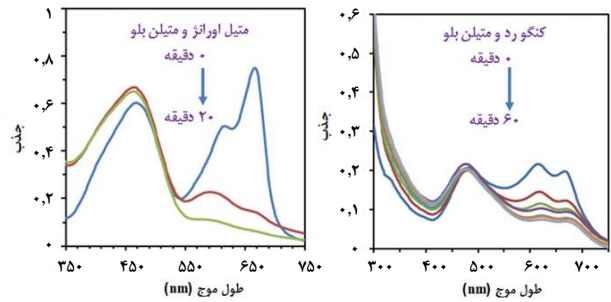 متیل اورانژ و متیلن بلو
۰ دقیقه
۲۰ دقیقه
جذب
۱
۰٫۸
۰٫۶
۰٫۴
۰٫۲
۰
۳۵۰ ۴۵۰ ۵۵۰ ۶۵۰ ۷۵۰
طول موج (nm)
کنگو رد و متیلن بلو
۰ دقیقه
۶۰ دقیقه
جذب
۰٫۶
۰٫۵
۰٫۴
۰٫۳
۰٫۲
۰٫۱
۰
۳۰۰ ۴۰۰ ۵۰۰ ۶۰۰ ۷۰۰
طول موج (nm)